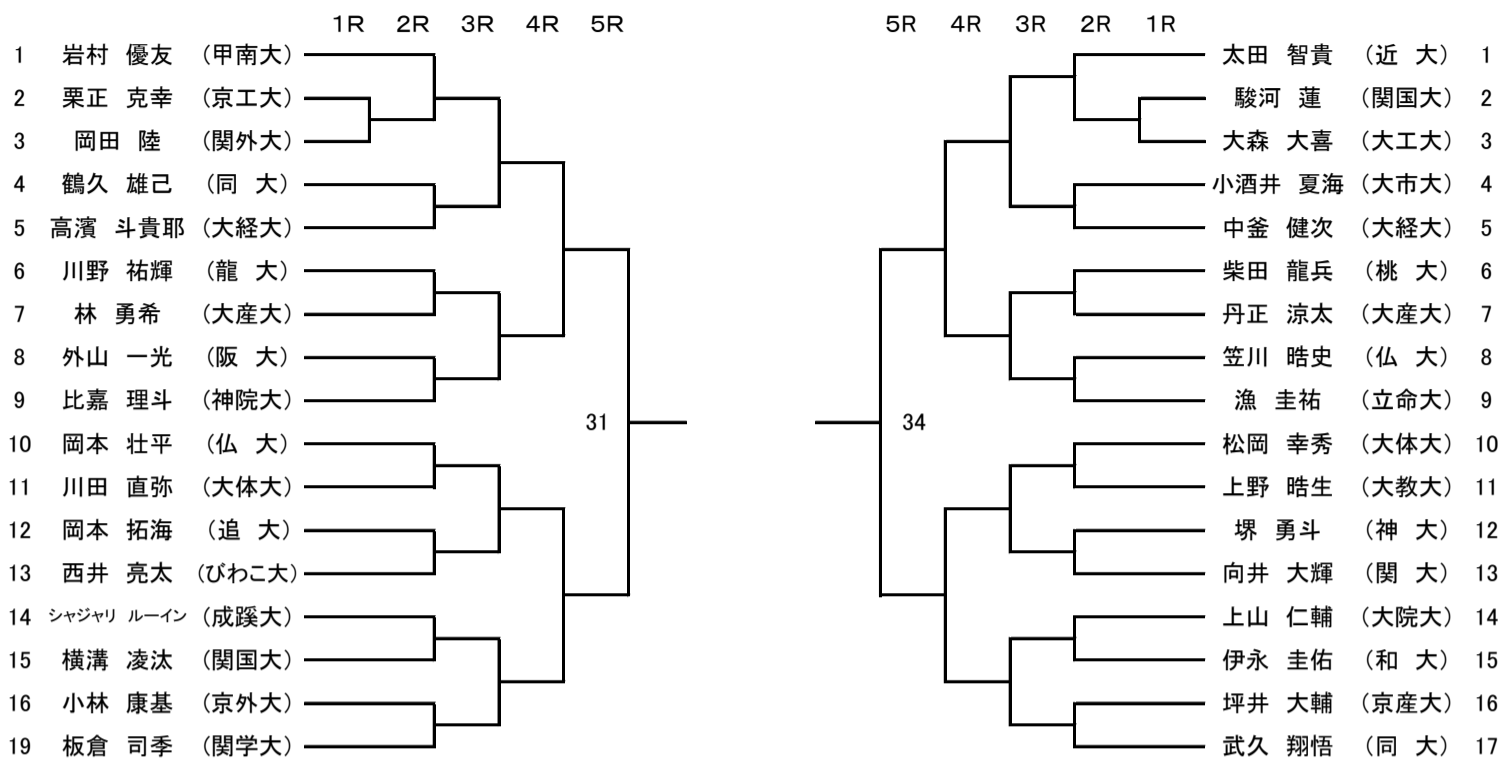 1R 2R 3R 4R 5R
1 岩村 優友 (甲南大)
2 栗正 克幸 (京工大)
3 岡田 陸 (関外大)
4 鶴久 雄己 (同 大)
5 高濱 斗貴耶 (大経大)
6 川野 祐輝 (龍 大)
7 林 勇希 (大産大)
8 外山 一光 (阪 大)
9 比嘉 理斗 (神院大)
31
10 岡本 壮平 (仏 大)
11 川田 直弥 (大体大)
12 岡本 拓海 (追 大)
13 西井 亮太 (びわこ大)
14 シャジャリ ルーイン (成蹊大)
15 横溝 凌汰 (関国大)
16 小林 康基 (京外大)
19 板倉 司季 (関学大)
5R 4R 3R 2R 1R
太田 智貴 (近 大) 1
駿河 蓮 (関国大) 2
大森 大喜 (大工大) 3
小酒井 夏海 (大市大) 4
中釜 健次 (大経大) 5
柴田 龍兵 (桃 大) 6
丹正 涼太 (大産大) 7
笠川 晧史 (仏 大) 8
漁 圭祐 (立命大) 9
34
松岡 幸秀 (大体大) 10
上野 晧生 (大教大) 11
堺 勇斗 (神 大) 12
向井 大輝 (関 大) 13
上山 仁輔 (大院大) 14
伊永 圭佑 (和 大) 15
坪井 大輔 (京産大) 16
武久 翔悟 (同 大) 17